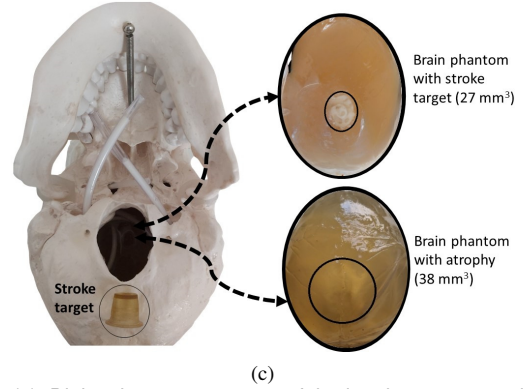 Brain phantom
with stroke
target (27 mm³)
Brain phantom
with atrophy
(38 mm³)
Stroke
target
(c)